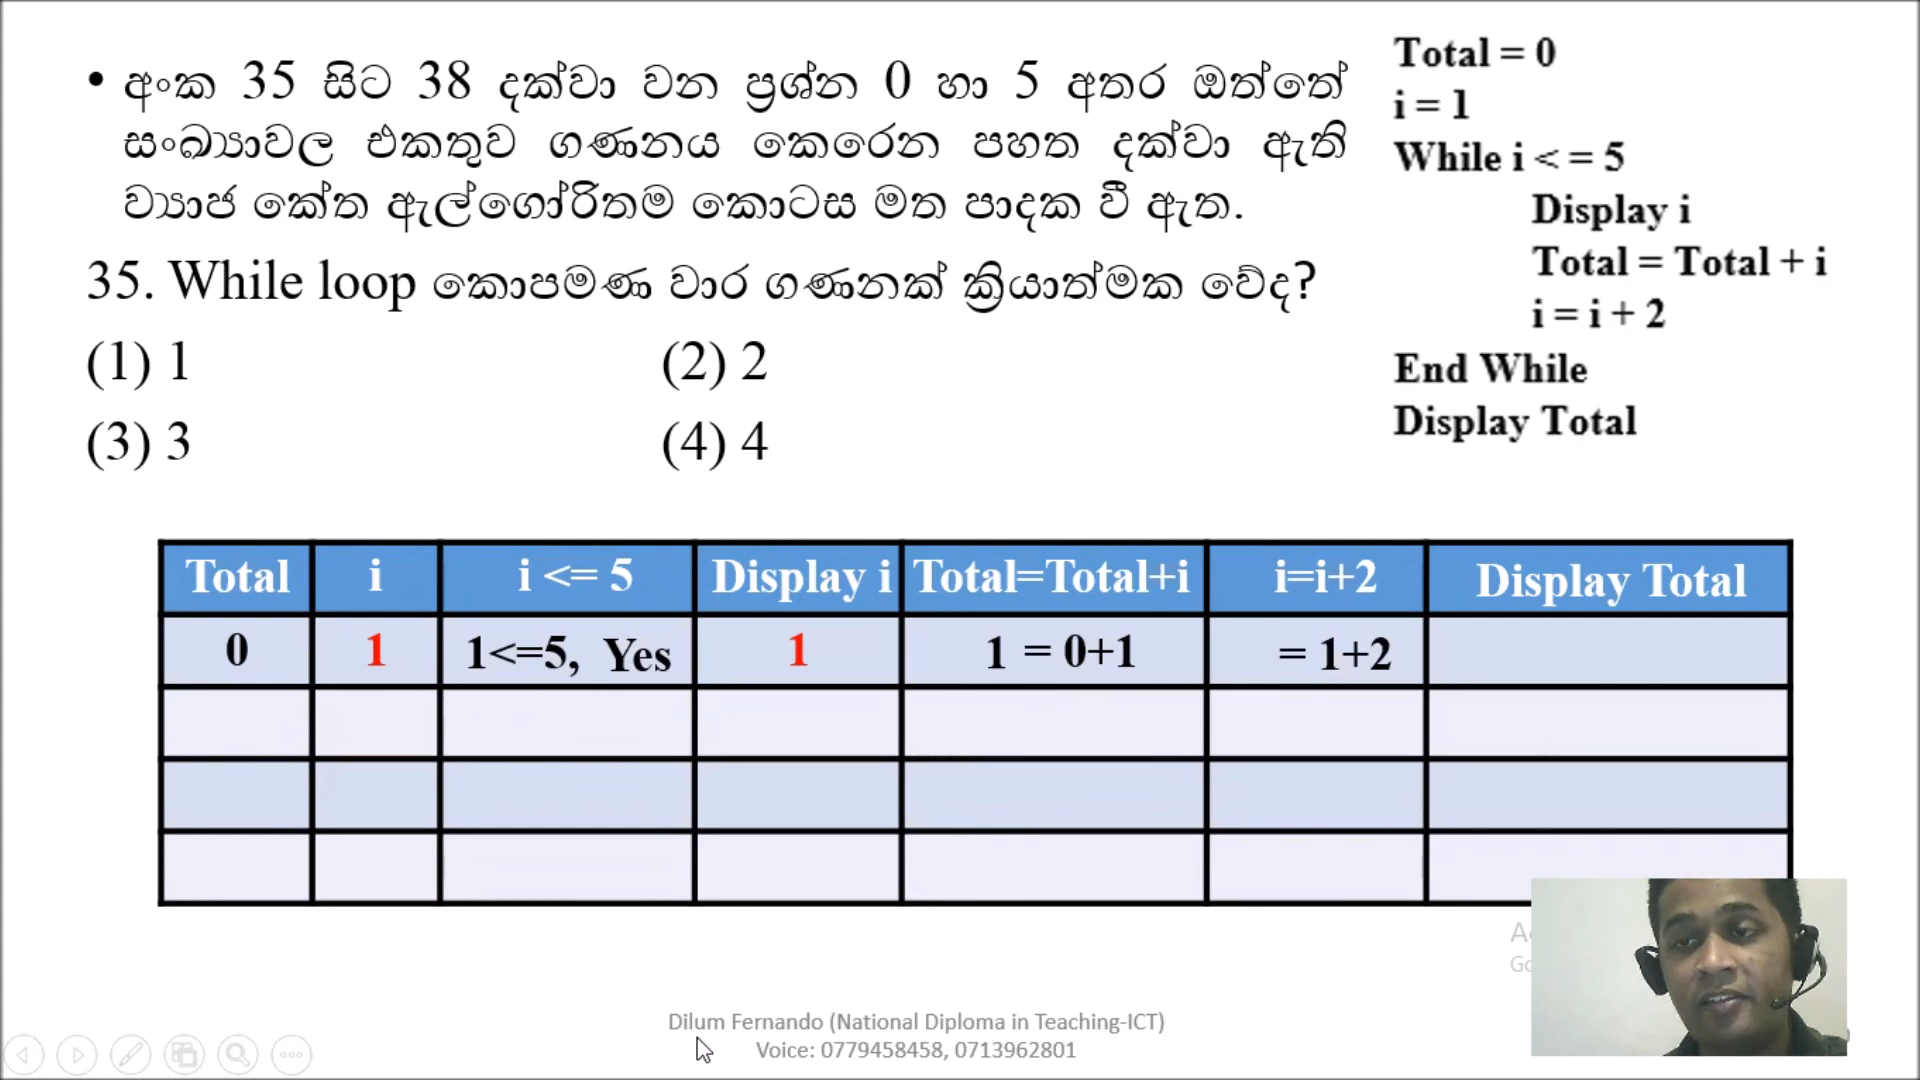 • අංක 35 සිට 38 දක්වා වන ප්‍රශ්න 0 හා 5 අතර ඔත්තේ
සංඛ්‍යාවල එකතුව ගණනය කෙරෙන පහත දක්වා ඇති
ව්‍යාජ කේත ඇල්ගෝරිතම කොටස මත පාදක වී ඇත.
35. While loop කොපමණ වාර ගණනක් ක්‍රියාත්මක වේද?
(1) 1 (2) 2
(3) 3 (4) 4
Total = 0
i = 1
While i < = 5
Display i
Total = Total + i
i = i + 2
End While
Display Total
Total i i <= 5 Display i Total=Total+i i=i+2 Display Total
0 1 1<=5, Yes 1 1 = 0+1 = 1+2
Dilum Fernando (National Diploma in Teaching-ICT)
Voice: 0779458458, 0713962801